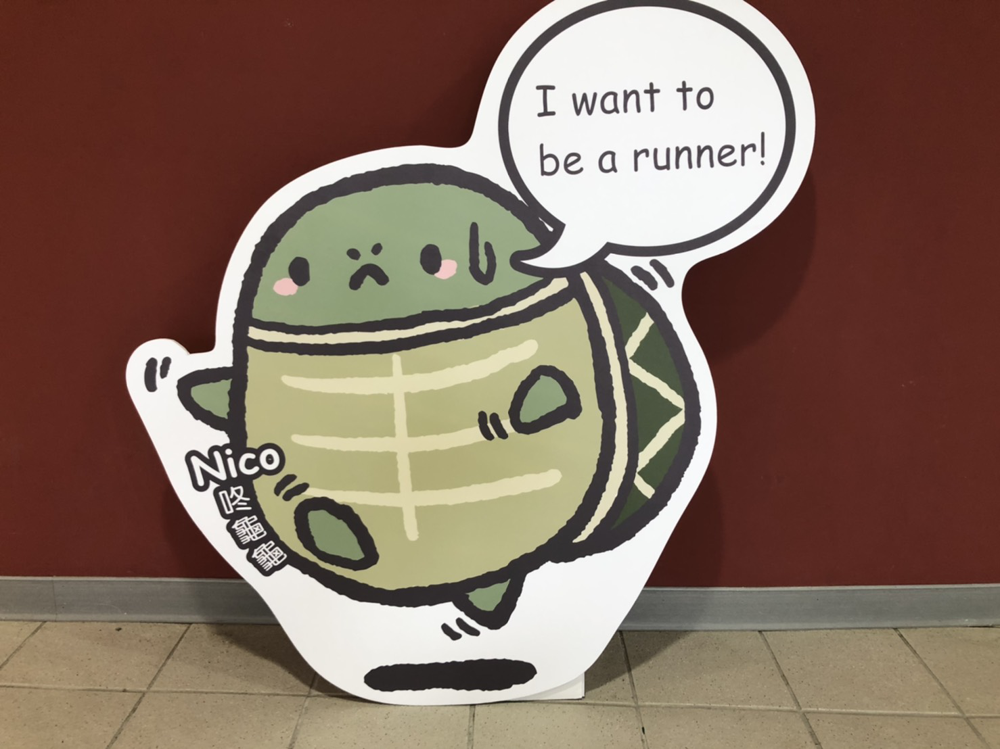 I want to
be a runner!
Nico
咚龜龜